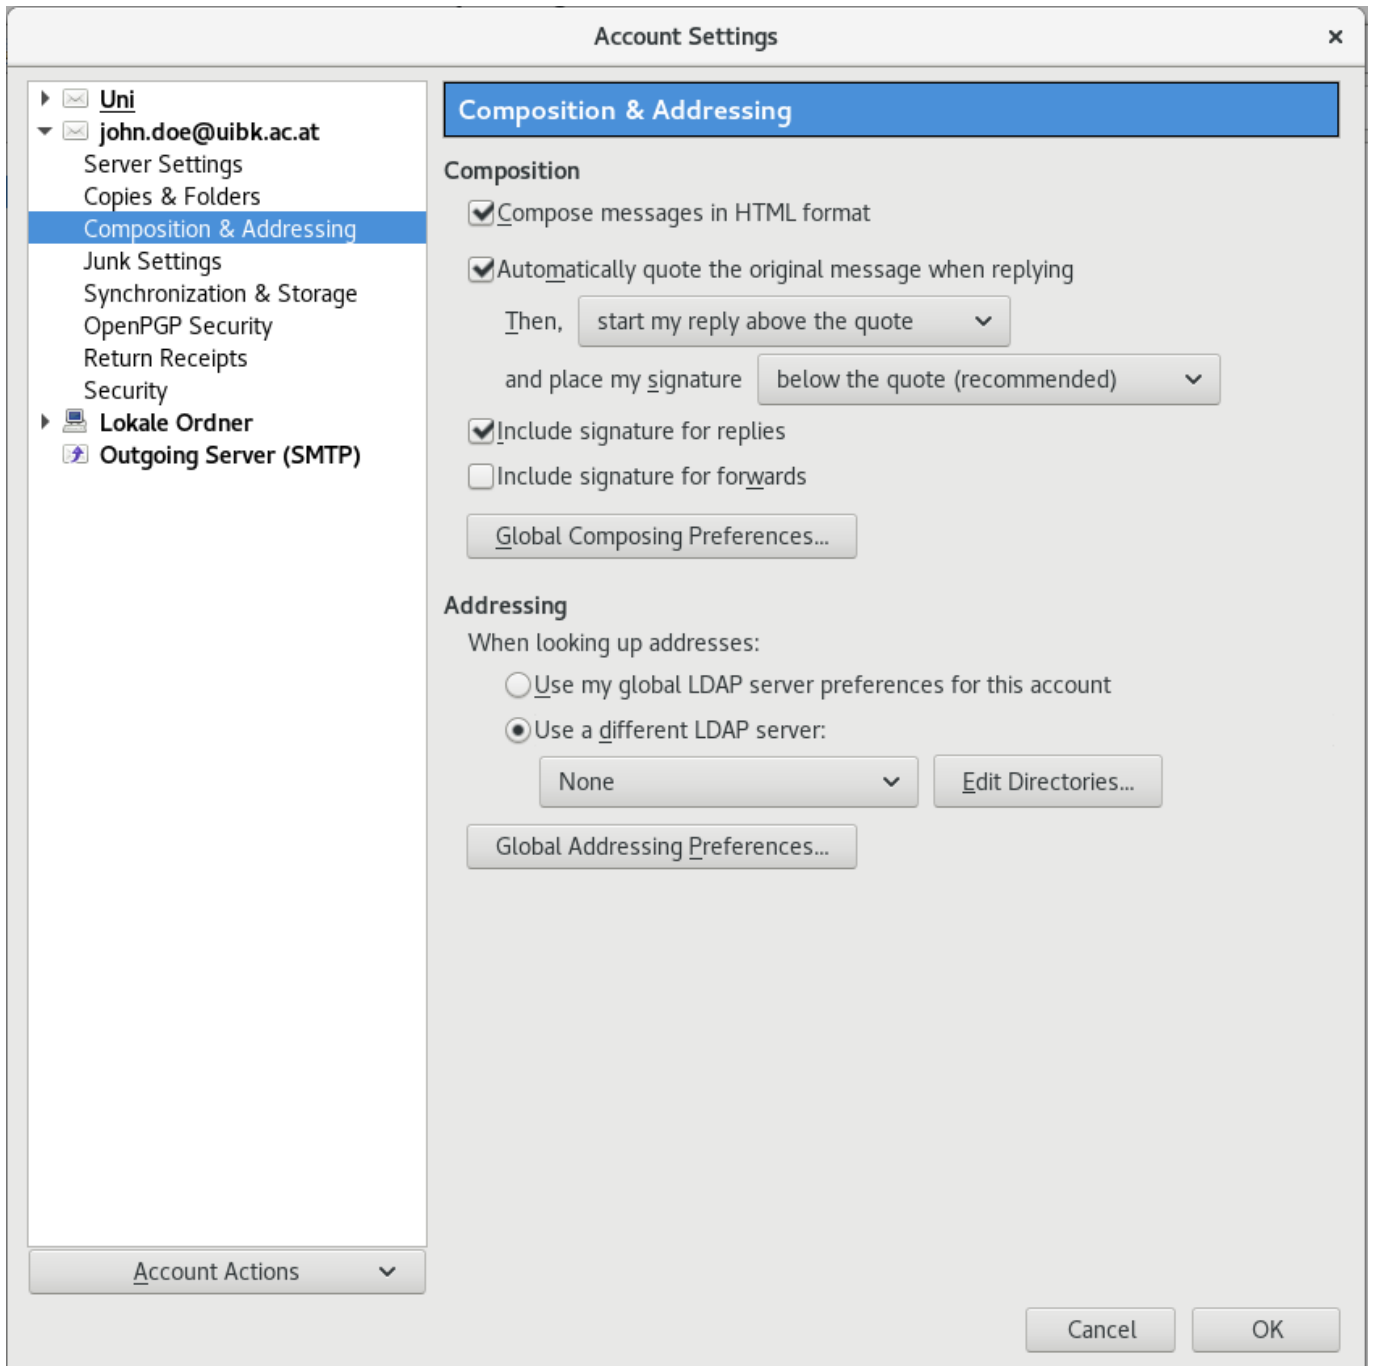 Account Settings
Uni
john.doe@uibk.ac.at
Server Settings
Copies & Folders
Composition & Addressing
Junk Settings
Synchronization & Storage
OpenPGP Security
Return Receipts
Security
Lokale Ordner
Outgoing Server (SMTP)
Account Actions
Composition & Addressing
Composition
Compose messages in HTML format
Automatically quote the original message when replying
Then, start my reply above the quote
and place my signature below the quote (recommended)
Include signature for replies
Include signature for forwards
Global Composing Preferences...
Addressing
When looking up addresses:
Use my global LDAP server preferences for this account
Use a different LDAP server:
None Edit Directories...
Global Addressing Preferences...
Cancel OK